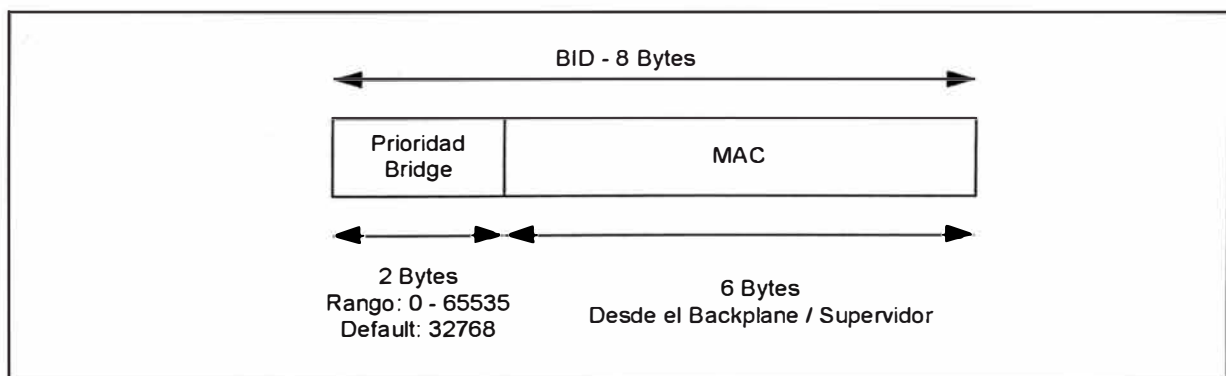 BID - 8 Bytes
Prioridad
Bridge
MAC
2 Bytes
Rango: 0 - 65535
Default: 32768
6 Bytes
Desde el Backplane / Supervidor